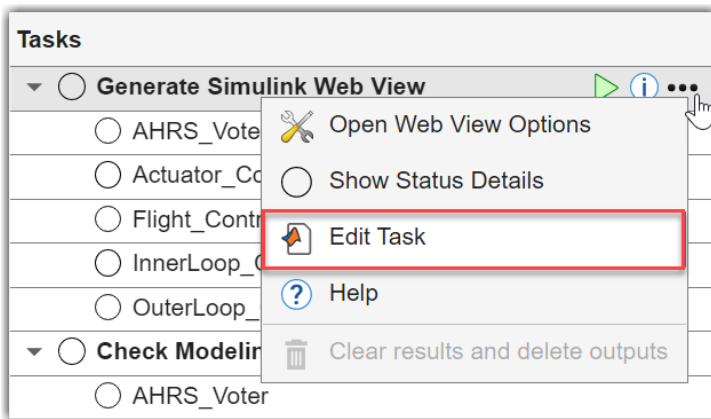 Tasks
Generate Simulink Web View
AHRS_Vote
Open Web View Options
Actuator_Co
Show Status Details
Flight_Contr
Edit Task
InnerLoop_
Help
OuterLoop_
Check Modelin
Clear results and delete outputs
AHRS_Voter